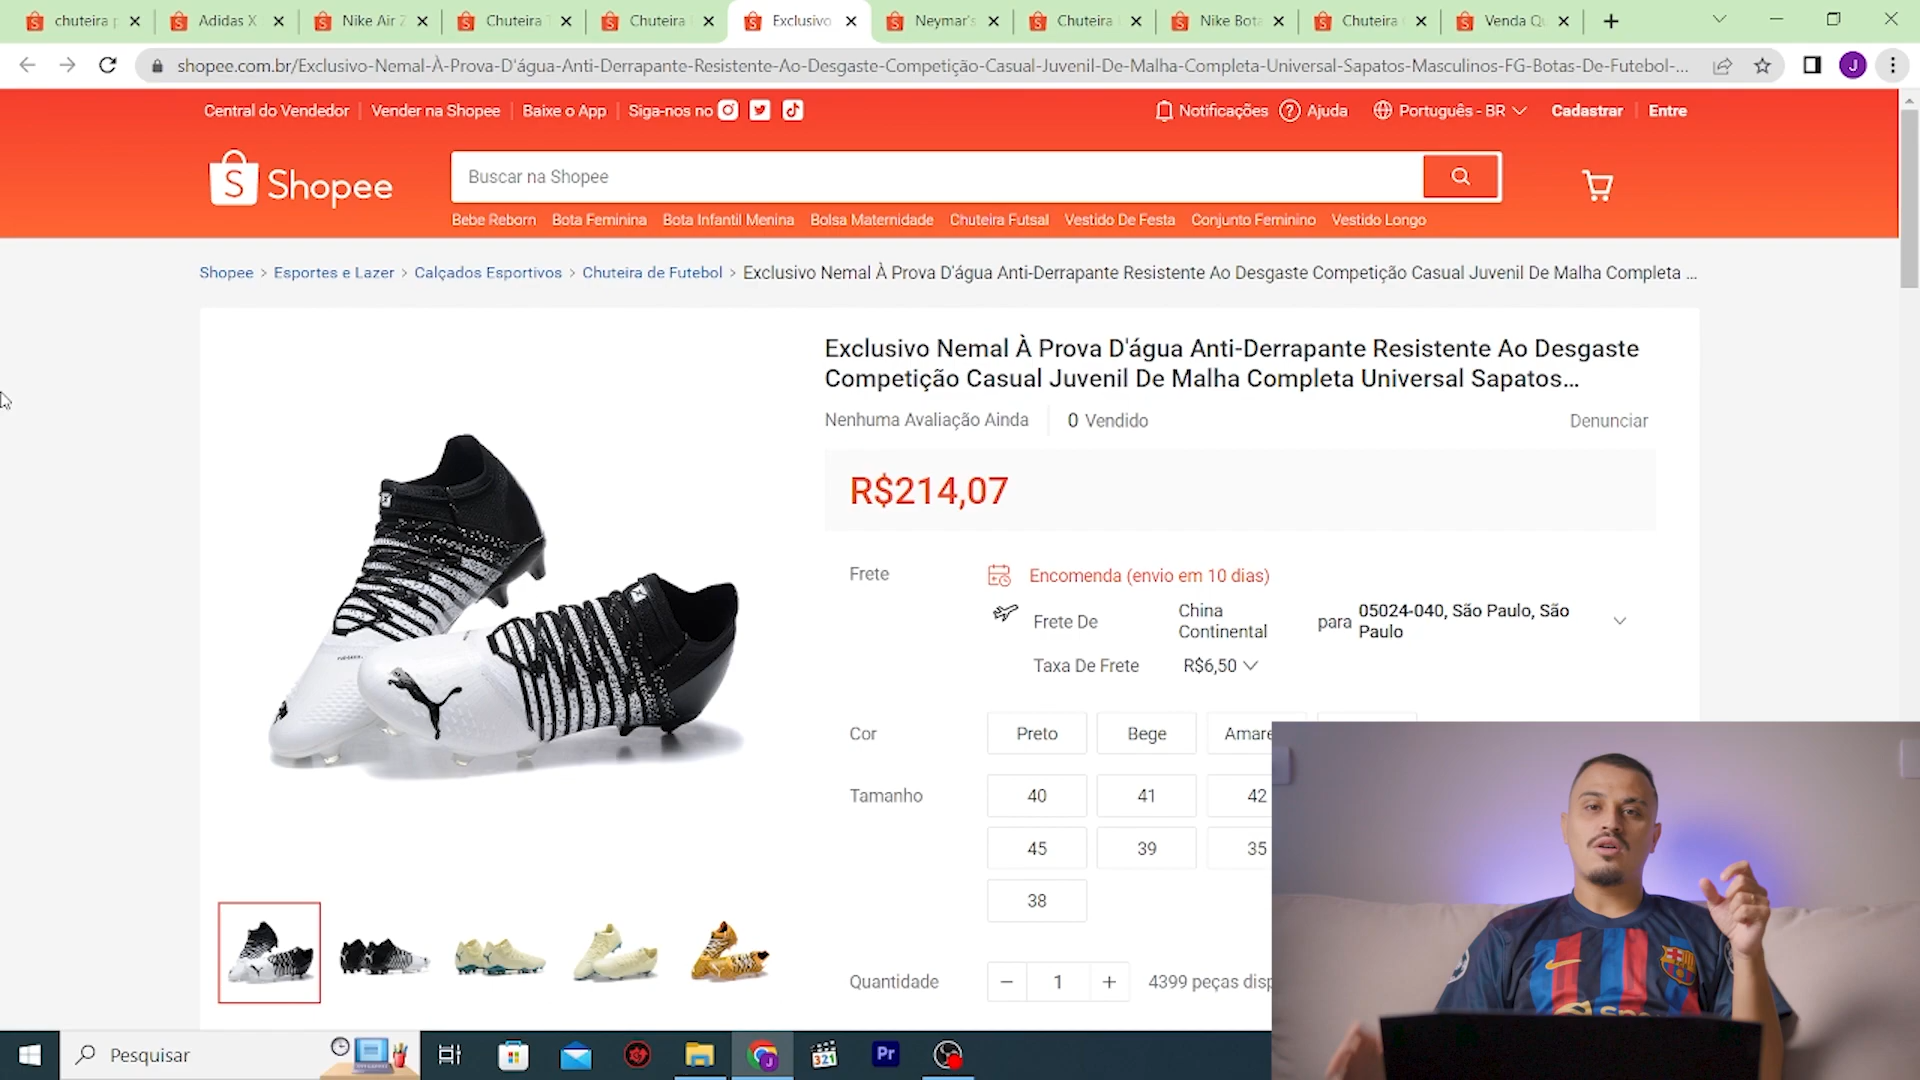 chuteira p
Adidas X
Nike Air Z
Chuteira T
Chuteira
Exclusivo
Neymar's
Chuteira
Nike Bota
Chuteira
Venda Qu
shopee.com.br/Exclusivo-Nemal-À-Prova-D'água-Anti-Derrapante-Resistente-Ao-Desgaste-Competição-Casual-Juvenil-De-Malha-Completa-Universal-Sapatos-Masculinos-FG-Botas-De-Futebol-...
J
Central do Vendedor
Vender na Shopee
Baixe o App
Siga-nos no
Notificações
Ajuda
Português - BR
Cadastrar
Entre
Shopee
Buscar na Shopee
Bebe Reborn
Bota Feminina
Bota Infantil Menina
Bolsa Maternidade
Chuteira Futsal
Vestido De Festa
Conjunto Feminino
Vestido Longo
Shopee > Esportes e Lazer > Calçados Esportivos > Chuteira de Futebol > Exclusivo Nemal À Prova D'água Anti-Derrapante Resistente Ao Desgaste Competição Casual Juvenil De Malha Completa ...
Exclusivo Nemal À Prova D'água Anti-Derrapante Resistente Ao Desgaste
Competição Casual Juvenil De Malha Completa Universal Sapatos...
Nenhuma Avaliação Ainda
0 Vendido
Denunciar
R$214,07
Frete
Encomenda (envio em 10 dias)
Frete De
China
Continental
para
05024-040, São Paulo, São
Paulo
Taxa De Frete
R$6,50
Cor
Preto
Bege
Amare
Tamanho
40
41
42
45
39
35
38
Quantidade
1
4399 peças disp
Pesquisar
321
Pr